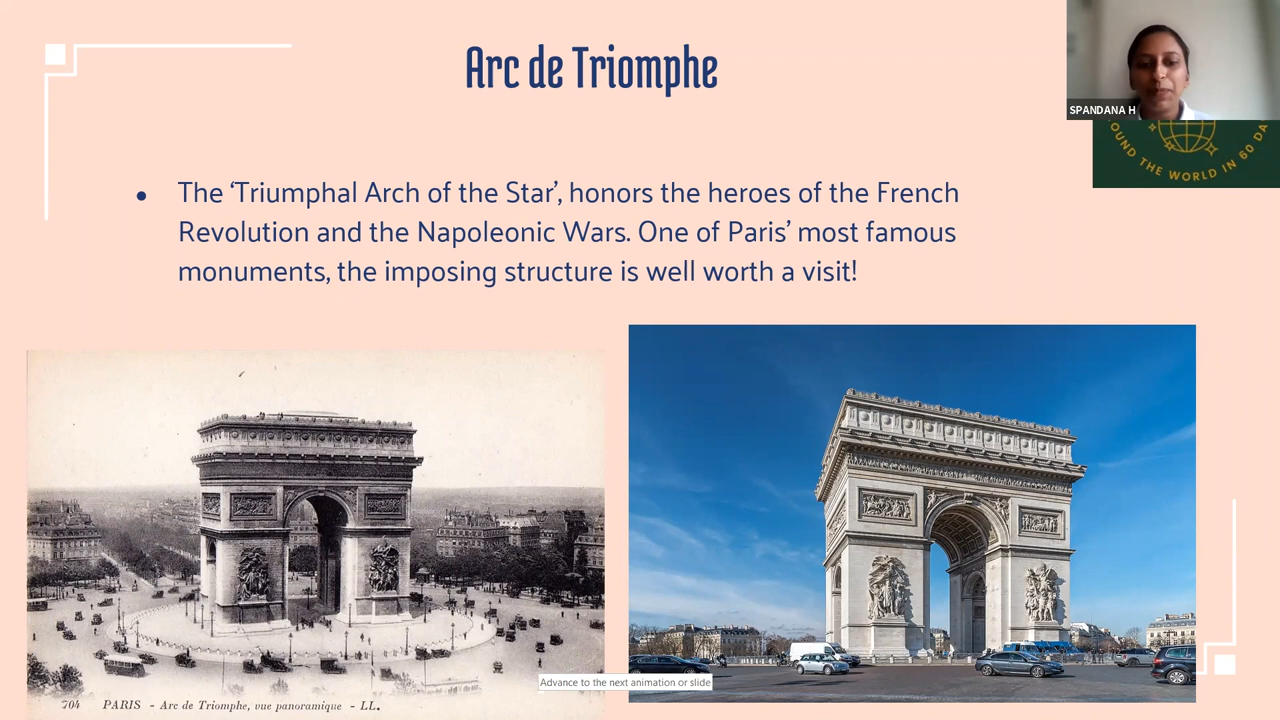 Arc de Triomphe
SPANDANA H
OUND THE WORLD IN 60 DA
• The ‘Triumphal Arch of the Star’, honors the heroes of the French
Revolution and the Napoleonic Wars. One of Paris’ most famous
monuments, the imposing structure is well worth a visit!
704 PARIS - Arc de Triomphe, vue panoramique - LL.
Advance to the next animation or slide